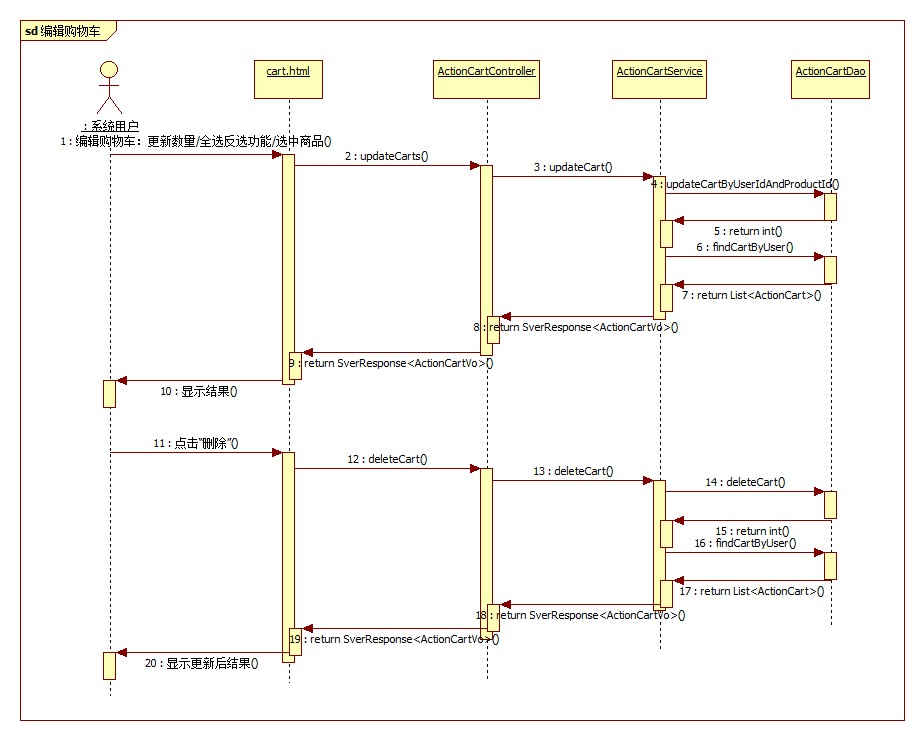 sd 编辑购物车
cart.html
ActionCartController
ActionCartService
ActionCartDao
: 系统用户
1 : 编辑购物车：更新数量/全选反选功能/选中商品()
2 : updateCarts()
3 : updateCart()
4 : updateCartByUserIdAndProductId()
5 : return int()
6 : findCartByUser()
7 : return List<ActionCart>()
8 : return SverResponse<ActionCartVo>()
9 : return SverResponse<ActionCartVo>()
10 : 显示结果()
11 : 点击“删除”()
12 : deleteCart()
13 : deleteCart()
14 : deleteCart()
15 : return int()
16 : findCartByUser()
17 : return List<ActionCart>()
18 : return SverResponse<ActionCartVo>()
19 : return SverResponse<ActionCartVo>()
20 : 显示更新后结果()